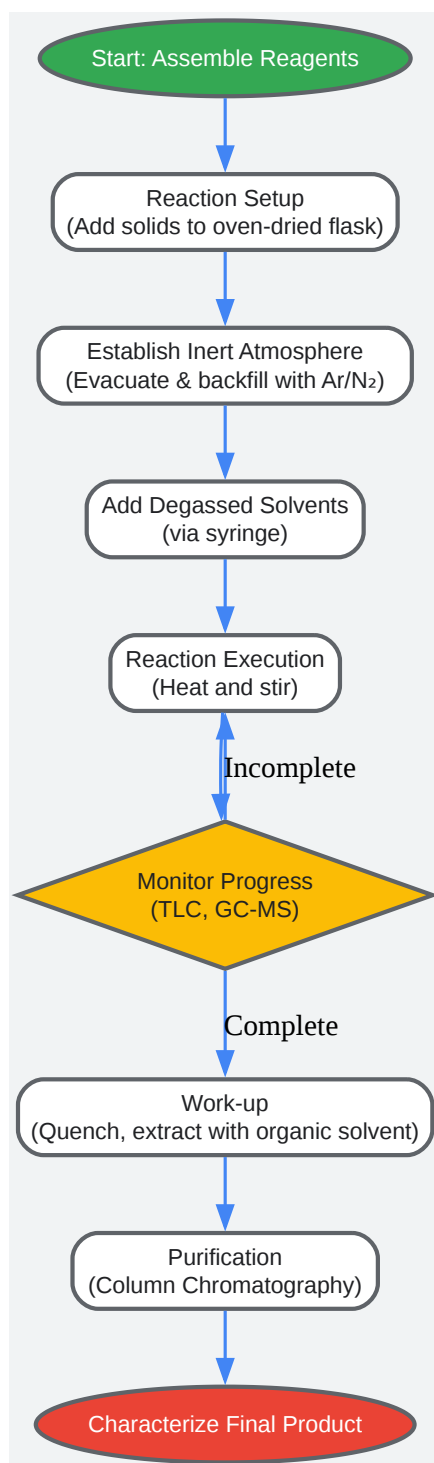 Start: Assemble Reagents
Reaction Setup
(Add solids to oven-dried flask)
Establish Inert Atmosphere
(Evacuate & backfill with Ar/N₂)
Add Degassed Solvents
(via syringe)
Reaction Execution
(Heat and stir)
Incomplete
Monitor Progress
(TLC, GC-MS)
Complete
Work-up
(Quench, extract with organic solvent)
Purification
(Column Chromatography)
Characterize Final Product